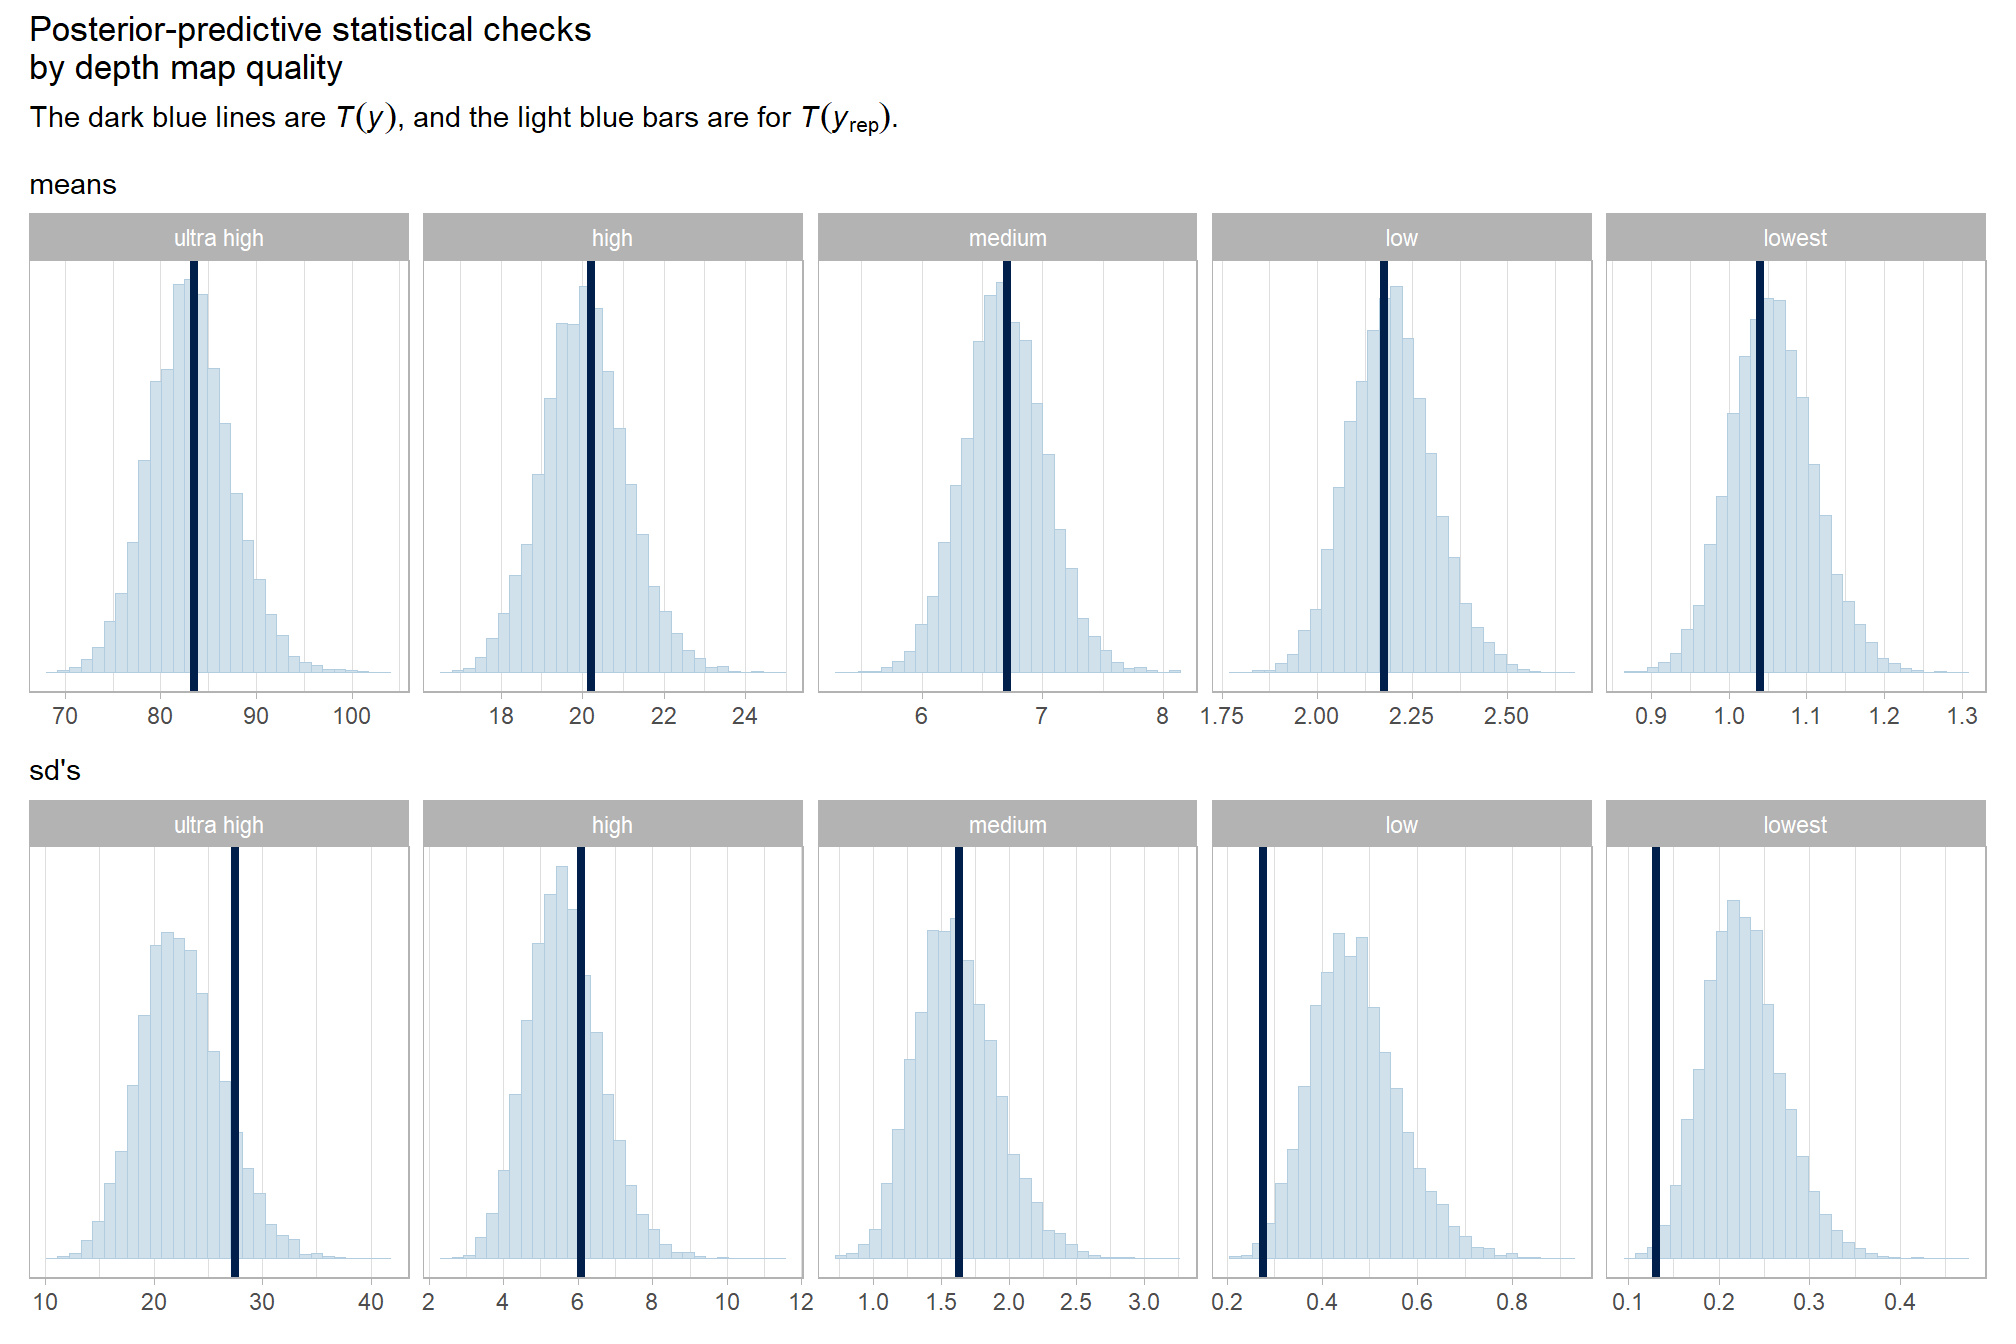 Posterior-predictive statistical checks
by depth map quality
The dark blue lines are T(y), and the light blue bars are for T(y_rep).
means
ultra high high medium low lowest
70 80 90 100 18 20 22 24 6 7 8 1.75 2.00 2.25 2.50 0.9 1.0 1.1 1.2 1.3
sd's
ultra high high medium low lowest
10 20 30 40 2 4 6 8 10 12 1.0 1.5 2.0 2.5 3.0 0.2 0.4 0.6 0.8 0.1 0.2 0.3 0.4